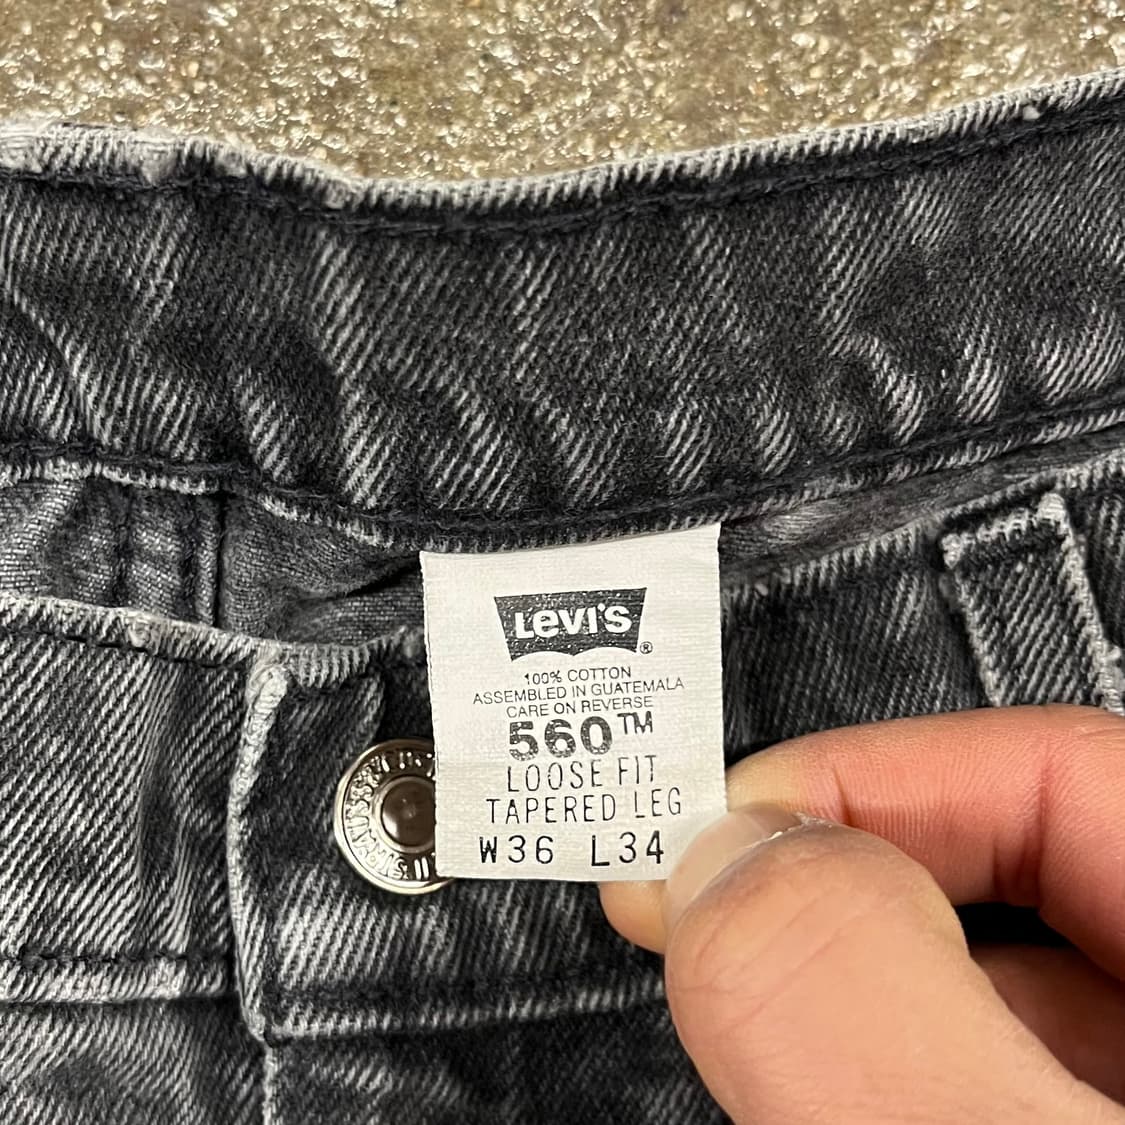 LEVI'S®
100% COTTON
ASSEMBLED IN GUATEMALA
CARE ON REVERSE
560™
LOOSE FIT
TAPERED LEG
W36 L34